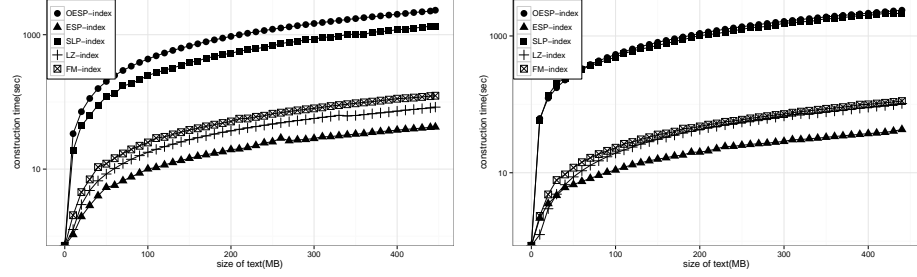 OESP−index
ESP−index
SLP−index
LZ−index
FM−index
construction time(sec)
1000
10
0
100
200
300
400
size of text(MB)
OESP−index
ESP−index
SLP−index
LZ−index
FM−index
construction time(sec)
1000
10
0
100
200
300
400
size of text(MB)